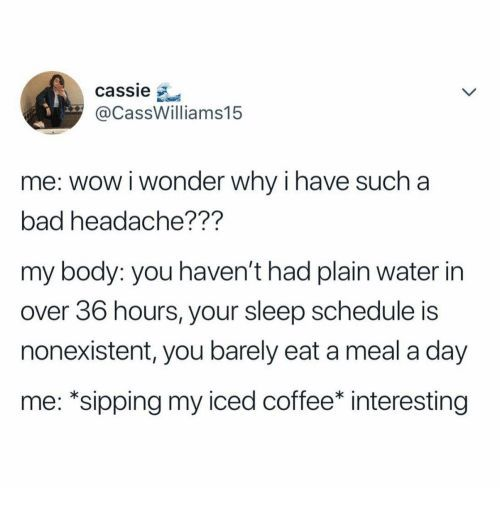 cassie 🌊
@CassWilliams15
me: wow i wonder why i have such a
bad headache???
my body: you haven't had plain water in
over 36 hours, your sleep schedule is
nonexistent, you barely eat a meal a day
me: *sipping my iced coffee* interesting